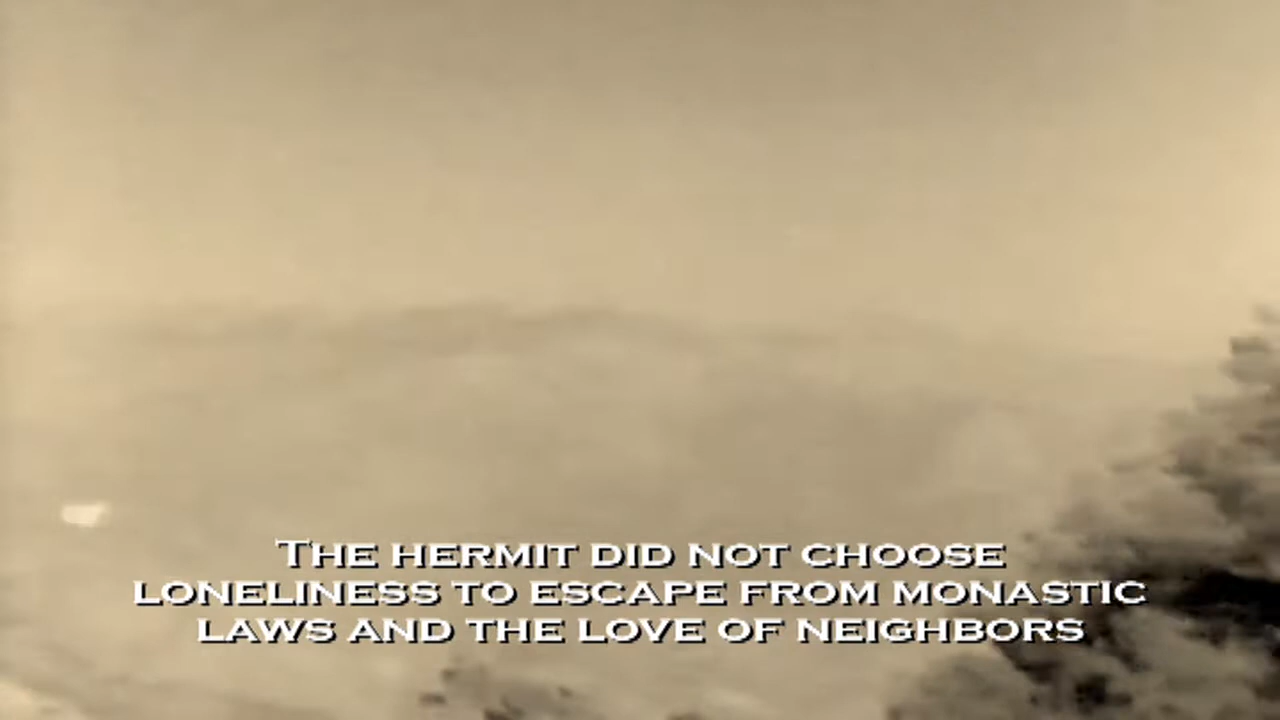 The hermit did not choose
loneliness to escape from monastic
laws and the love of neighbors